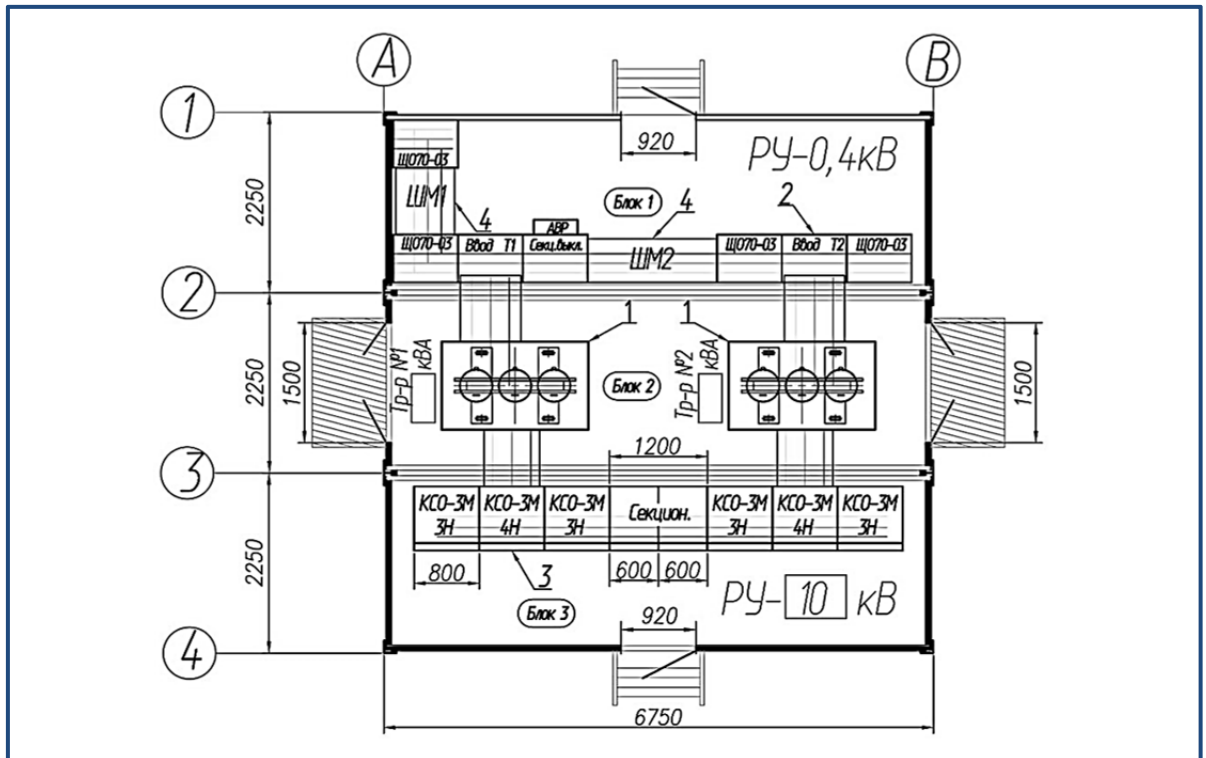 А
В
1
920
РУ-0,4кВ
ЩО70-03
2250
ШМ1
4
Блок 1
4
2
АВР
ЩО70-03
Ввод Т1
Секц.выкл.
ШМ2
ЩО70-03
Ввод Т2
ЩО70-03
2
1
1
1500
2250
Тр-р №1
кВА
Блок 2
Тр-р №2
кВА
1500
1200
3
КСО-3М
3Н
КСО-3М
4Н
КСО-3М
3Н
Секцион.
КСО-3М
3Н
КСО-3М
4Н
КСО-3М
3Н
2250
800
3
600
600
РУ-10 кВ
Блок 3
920
4
6750